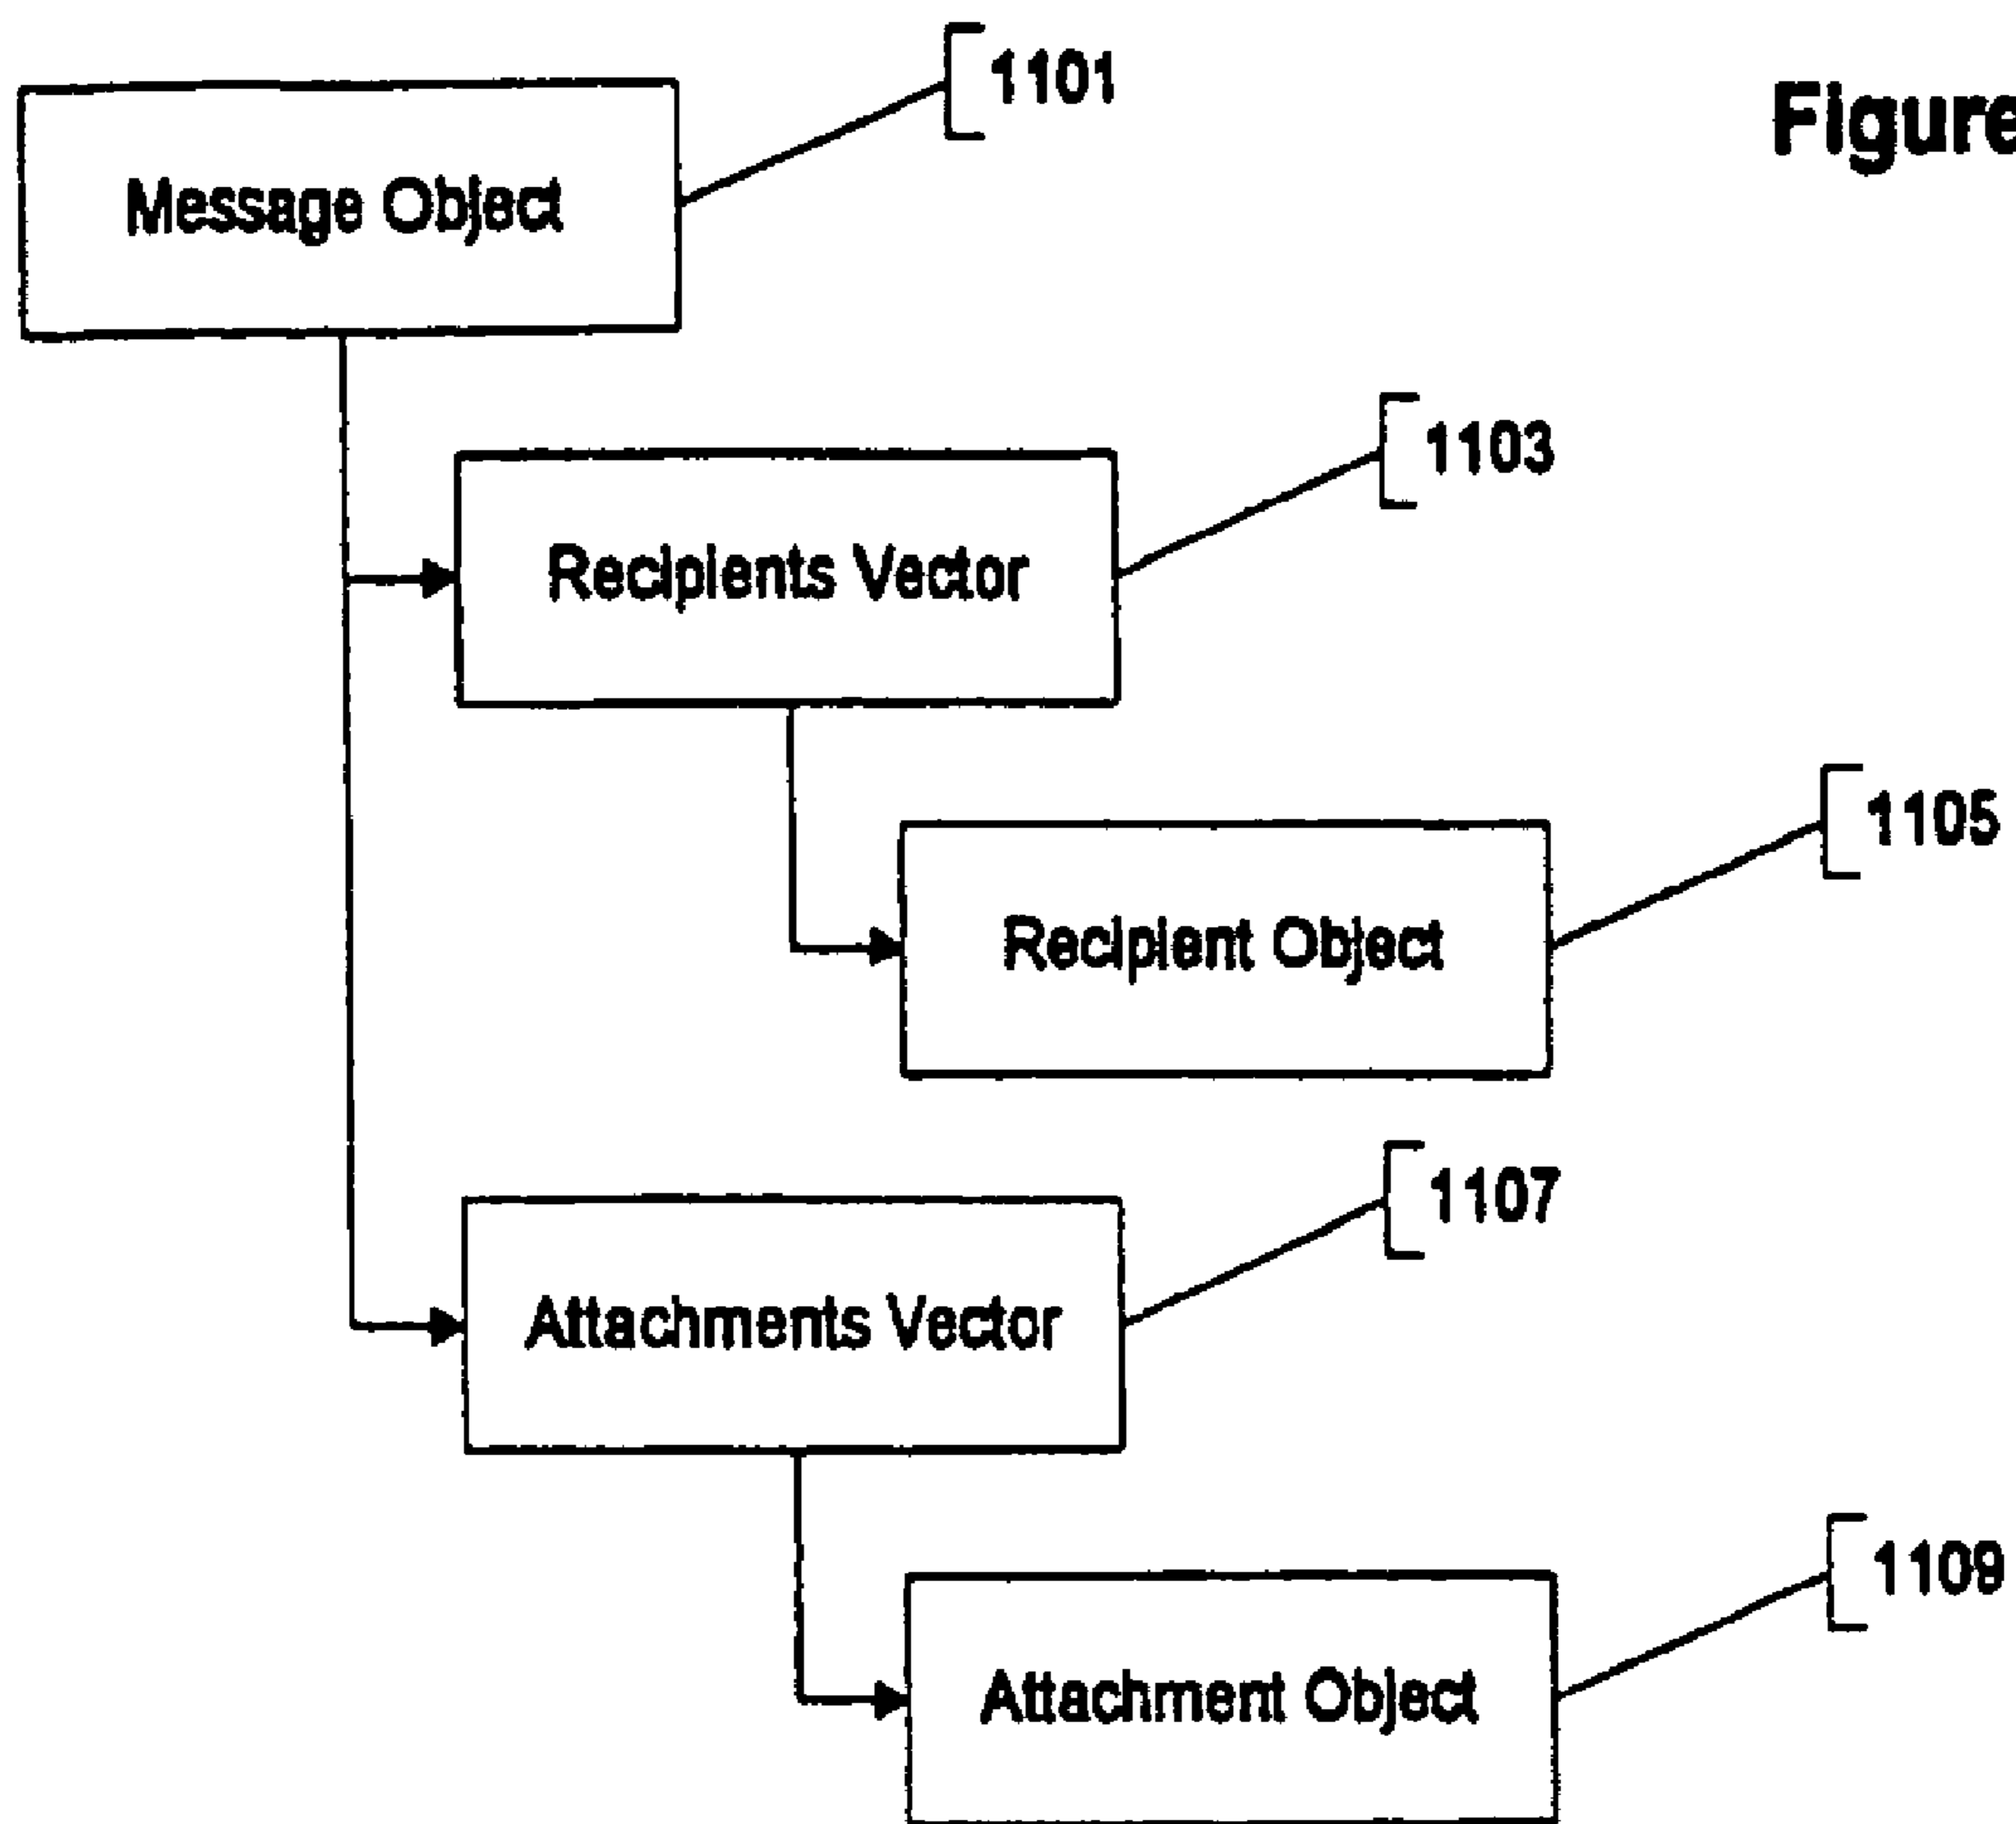 1101
Figure
Message Object
1103
Recipients Vector
1105
Recipient Object
1107
Attachments Vector
1109
Attachment Object